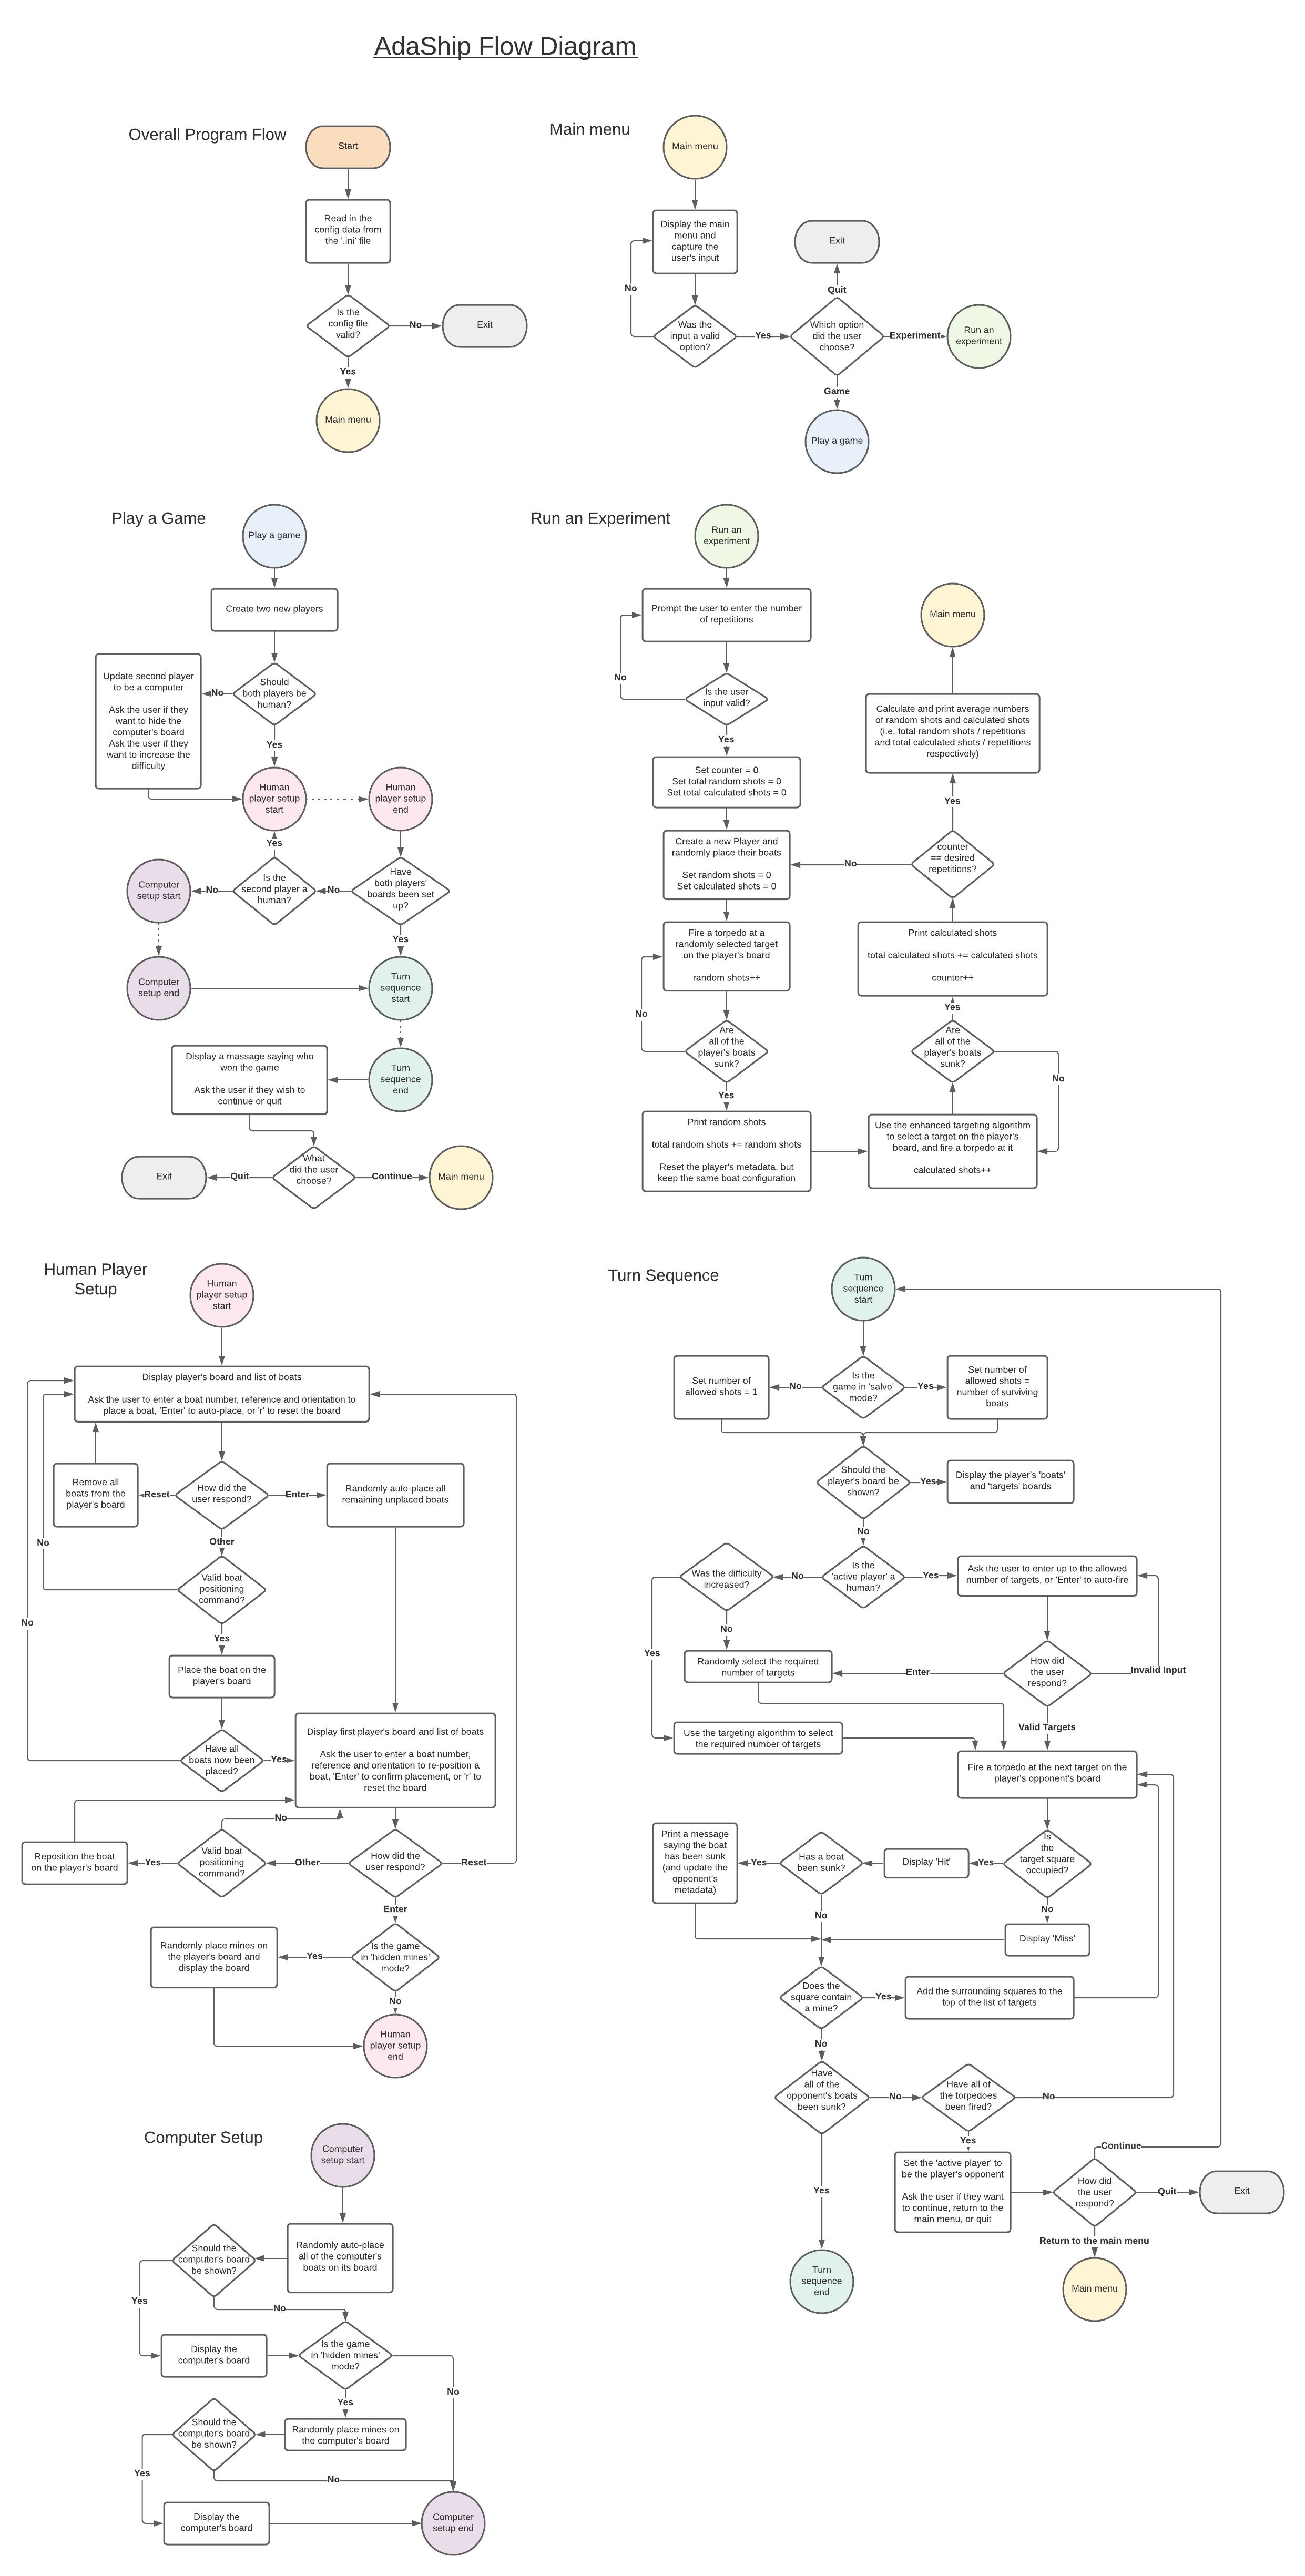 AdaShip Flow Diagram
Overall Program Flow
Start
Read in the
config data from
the '.ini' file
Is the
config file
valid?
No
Exit
Yes
Main menu
Main menu
Main menu
Display the main
menu and
capture the
user's input
No
Was the
input a valid
option?
Yes
Which option
did the user
choose?
Quit
Exit
Experiment
Run an
experiment
Game
Play a game
Play a Game
Play a game
Create two new players
Should
both players be
human?
No
Update second player
to be a computer
Ask the user if they
want to hide the
computer's board
Ask the user if they
want to increase the
difficulty
Yes
Human
player setup
start
Human
player setup
end
Have
both players'
boards been set
up?
No
Is the
second player a
human?
Yes
No
Computer
setup start
Computer
setup end
Yes
Turn
sequence
start
Turn
sequence
end
Display a massage saying who
won the game
Ask the user if they wish to
continue or quit
What
did the user
choose?
Quit
Exit
Continue
Main menu
Run an Experiment
Run an
experiment
Prompt the user to enter the number
of repetitions
No
Is the user
input valid?
Yes
Set counter = 0
Set total random shots = 0
Set total calculated shots = 0
Create a new Player and
randomly place their boats
Set random shots = 0
Set calculated shots = 0
Fire a torpedo at a
randomly selected target
on the player's board
random shots++
No
Are
all of the
player's boats
sunk?
Yes
Print random shots
total random shots += random shots
Reset the player's metadata, but
keep the same boat configuration
Use the enhanced targeting algorithm
to select a target on the player's
board, and fire a torpedo at it
calculated shots++
No
Are
all of the
player's boats
sunk?
Yes
Print calculated shots
total calculated shots += calculated shots
counter++
counter
== desired
repetitions?
No
Yes
Calculate and print average numbers
of random shots and calculated shots
(i.e. total random shots / repetitions
and total calculated shots / repetitions
respectively)
Main menu
Human Player
Setup
Human
player setup
start
Display player's board and list of boats
Ask the user to enter a boat number, reference and orientation to
place a boat, 'Enter' to auto-place, or 'r' to reset the board
Remove all
boats from the
player's board
Reset
How did the
user respond?
Enter
Randomly auto-place all
remaining unplaced boats
Other
No
Valid boat
positioning
command?
Yes
No
Place the boat on the
player's board
Have all
boats now been
placed?
Yes
Display first player's board and list of boats
Ask the user to enter a boat number,
reference and orientation to re-position a
boat, 'Enter' to confirm placement, or 'r' to
reset the board
No
Reposition the boat
on the player's board
Yes
Valid boat
positioning
command?
Other
How did the
user respond?
Reset
Enter
Is the game
in 'hidden mines'
mode?
Yes
Randomly place mines on
the player's board and
display the board
No
Human
player setup
end
Turn Sequence
Turn
sequence
start
Is the
game in 'salvo'
mode?
No
Set number of
allowed shots = 1
Yes
Set number of
allowed shots =
number of surviving
boats
Should the
player's board be
shown?
Yes
Display the player's 'boats'
and 'targets' boards
No
Is the
'active player' a
human?
No
Was the difficulty
increased?
Yes
Ask the user to enter up to the allowed
number of targets, or 'Enter' to auto-fire
No
Yes
Randomly select the required
number of targets
Enter
How did
the user
respond?
Invalid Input
Valid Targets
Use the targeting algorithm to select
the required number of targets
Fire a torpedo at the next target on the
player's opponent's board
Is
the
target square
occupied?
Yes
Display 'Hit'
Has a boat
been sunk?
Yes
Print a message
saying the boat
has been sunk
(and update the
opponent's
metadata)
No
No
Display 'Miss'
Does the
square contain
a mine?
Yes
Add the surrounding squares to the
top of the list of targets
No
Have
all of the
opponent's boats
been sunk?
No
Have all of
the torpedoes
been fired?
No
Yes
Set the 'active player' to
be the player's opponent
Ask the user if they want
to continue, return to the
main menu, or quit
How did
the user
respond?
Continue
Quit
Exit
Return to the main menu
Main menu
Yes
Turn
sequence
end
Computer Setup
Computer
setup start
Randomly auto-place
all of the computer's
boats on its board
Should the
computer's board
be shown?
Yes
No
Display the
computer's board
Is the game
in 'hidden mines'
mode?
No
Yes
Randomly place mines on
the computer's board
Should the
computer's board
be shown?
Yes
No
Display the
computer's board
Computer
setup end